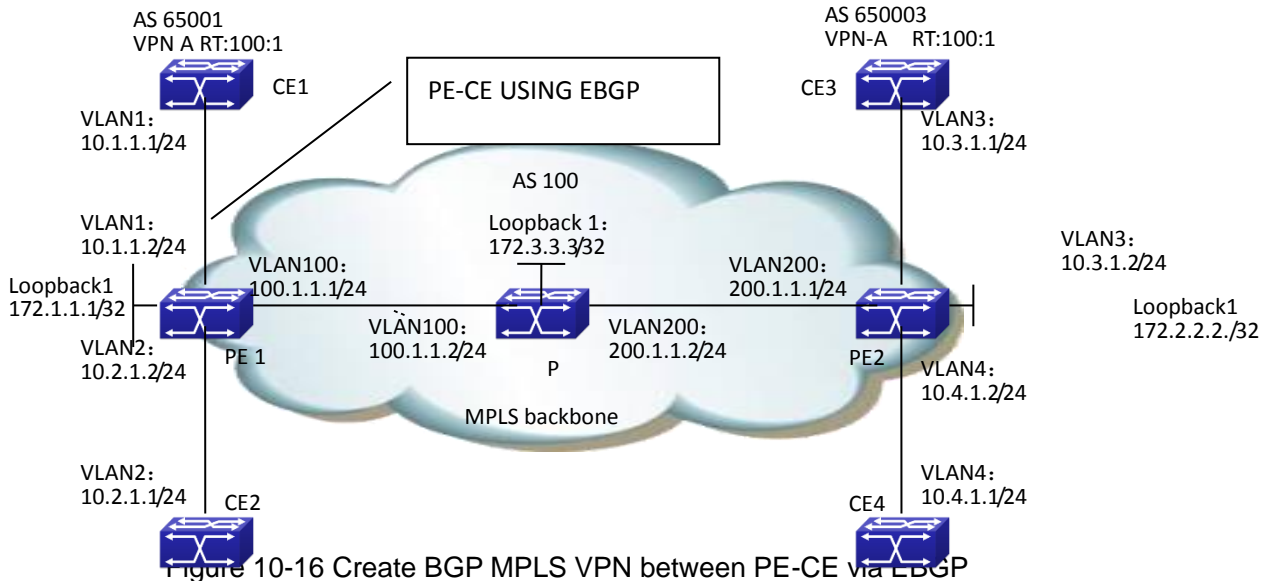 AS 65001
VPN A RT:100:1
CE1
VLAN1：
10.1.1.1/24
PE-CE USING EBGP
AS 650003
VPN-A RT:100:1
CE3
VLAN3：
10.3.1.1/24
AS 100
VLAN1：
10.1.1.2/24
Loopback 1：
172.3.3.3/32
VLAN3：
10.3.1.2/24
Loopback1
172.1.1.1/32
VLAN100：
100.1.1.1/24
VLAN200：
200.1.1.1/24
Loopback1
172.2.2.2./32
VLAN100：
100.1.1.2/24
VLAN200：
200.1.1.2/24
VLAN2：
10.2.1.2/24
PE 1
P
PE2
VLAN4：
10.4.1.2/24
MPLS backbone
VLAN2：
10.2.1.1/24
CE2
CE4
VLAN4：
10.4.1.1/24
Figure 10-16 Create BGP MPLS VPN between PE-CE via EBGP